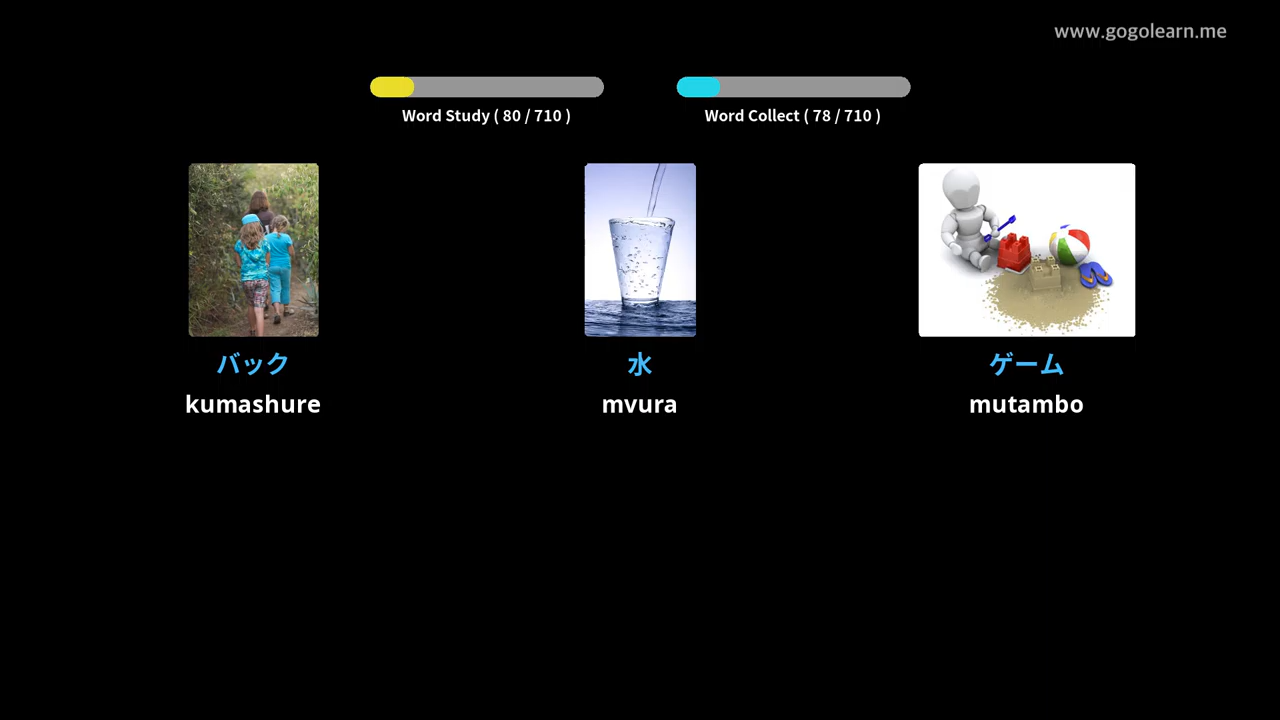 www.gogolearn.me
Word Study ( 80 / 710 )
Word Collect ( 78 / 710 )
バック
水
ゲーム
kumashure
mvura
mutambo